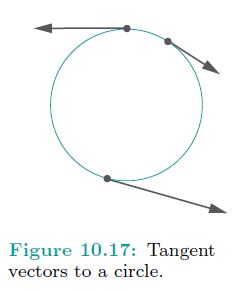 Figure 10.17: Tangent
vectors to a circle.